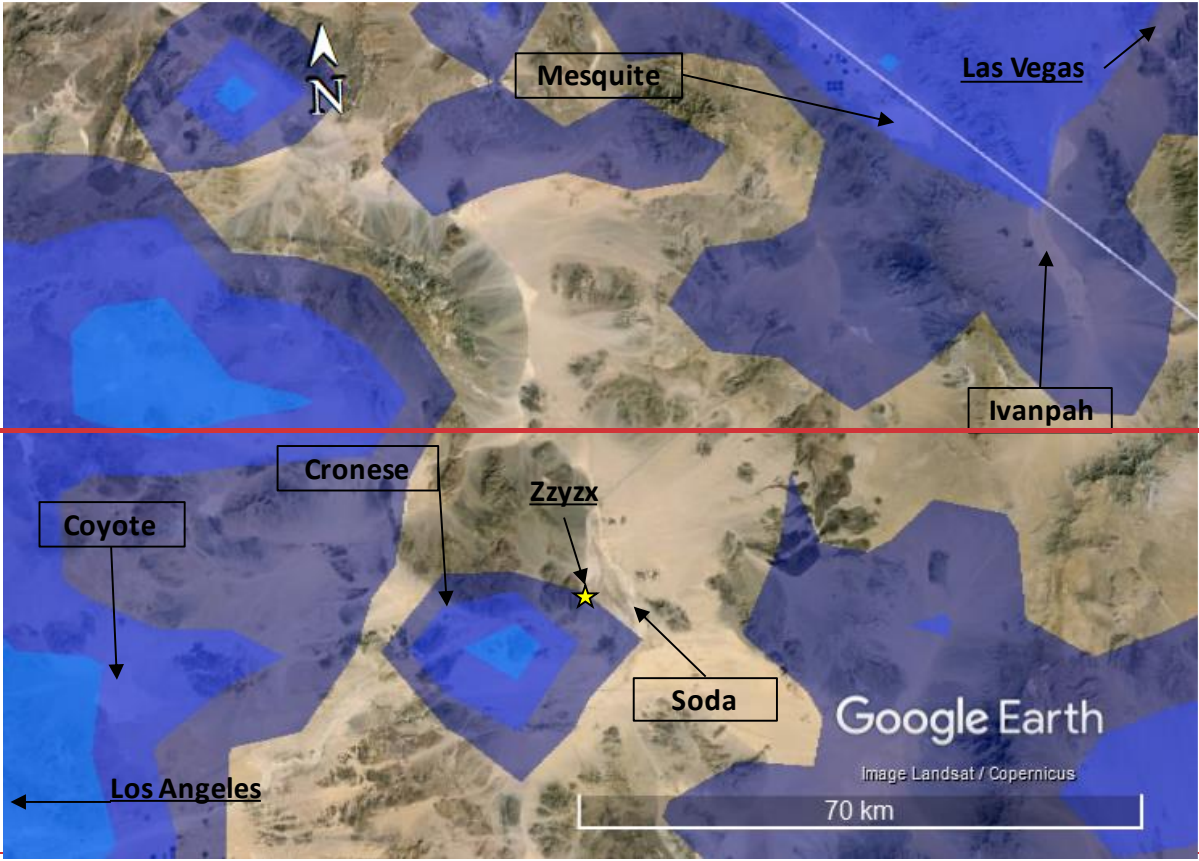 N
Mesquite
Las Vegas
Ivanpah
Cronese
Zzyzx
Coyote
Soda
Google Earth
Image Landsat / Copernicus
Los Angeles
70 km